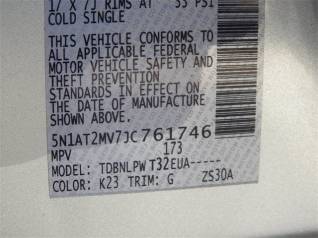 17 X 7J RIMS AT 33 PSI
COLD SINGLE
THIS VEHICLE CONFORMS TO
ALL APPLICABLE FEDERAL
MOTOR VEHICLE SAFETY AND
THEFT PREVENTION
STANDARDS IN EFFECT ON
THE DATE OF MANUFACTURE
SHOWN ABOVE.
5N1AT2MV7JC761746
MPV 173
MODEL: TDBNLPW T32EUA-----
COLOR: K23 TRIM: G ZS30A